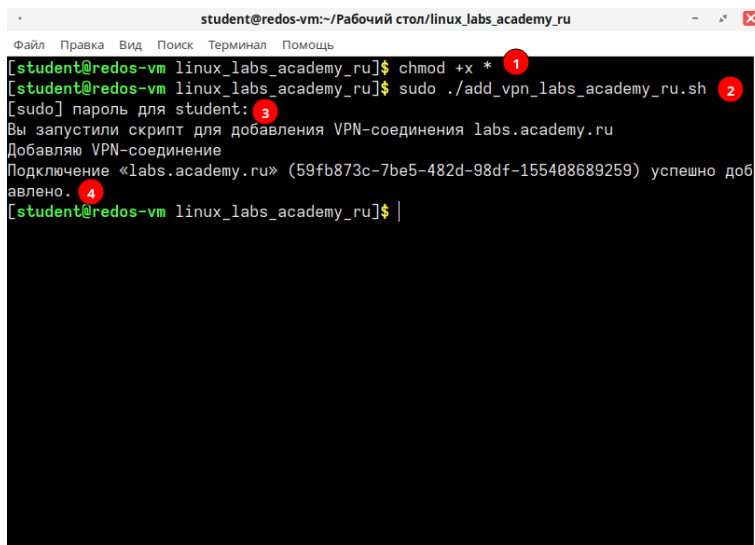 student@redos-vm:~/Рабочий стол/linux_labs_academy_ru
Файл Правка Вид Поиск Терминал Помощь
[student@redos-vm linux_labs_academy_ru]$ chmod +x * 1
[student@redos-vm linux_labs_academy_ru]$ sudo ./add_vpn_labs_academy_ru.sh 2
[sudo] пароль для student: 3
Вы запустили скрипт для добавления VPN-соединения labs.academy.ru
Добавляю VPN-соединение
Подключение «labs.academy.ru» (59fb873c-7be5-482d-98df-155408689259) успешно доб
авлено. 4
[student@redos-vm linux_labs_academy_ru]$